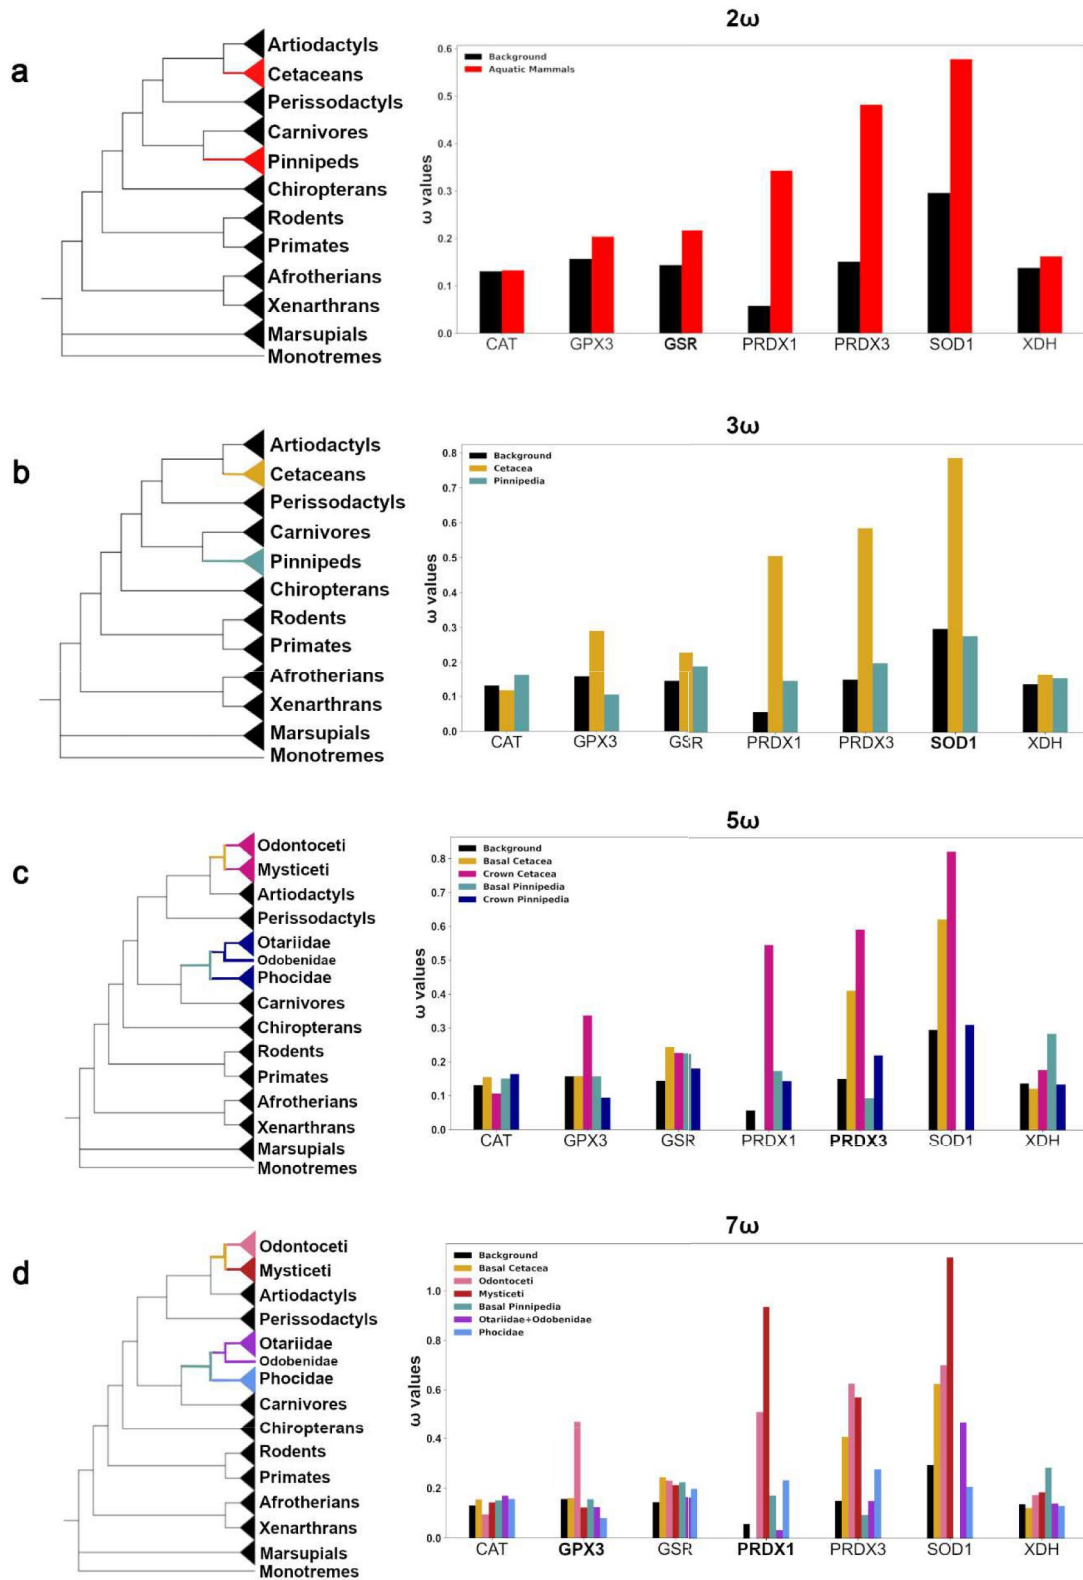 2ω
a
Artiodactyls
Cetaceans
Perissodactyls
Carnivores
Pinnipeds
Chiropterans
Rodents
Primates
Afrotherians
Xenarthrans
Marsupials
Monotremes
ω values
0.6
0.5
0.4
0.3
0.2
0.1
0.0
Background
Aquatic Mammals
CAT GPX3 GSR PRDX1 PRDX3 SOD1 XDH
3ω
b
Artiodactyls
Cetaceans
Perissodactyls
Carnivores
Pinnipeds
Chiropterans
Rodents
Primates
Afrotherians
Xenarthrans
Marsupials
Monotremes
ω values
0.8
0.7
0.6
0.5
0.4
0.3
0.2
0.1
0.0
Background
Cetacea
Pinnipedia
CAT GPX3 GSR PRDX1 PRDX3 SOD1 XDH
5ω
c
Odontoceti
Mysticeti
Artiodactyls
Perissodactyls
Otariidae
Odobenidae
Phocidae
Carnivores
Chiropterans
Rodents
Primates
Afrotherians
Xenarthrans
Marsupials
Monotremes
ω values
0.8
0.7
0.6
0.5
0.4
0.3
0.2
0.1
0.0
Background
Basal Cetacea
Crown Cetacea
Basal Pinnipedia
Crown Pinnipedia
CAT GPX3 GSR PRDX1 PRDX3 SOD1 XDH
7ω
d
Odontoceti
Mysticeti
Artiodactyls
Perissodactyls
Otariidae
Odobenidae
Phocidae
Carnivores
Chiropterans
Rodents
Primates
Afrotherians
Xenarthrans
Marsupials
Monotremes
ω values
1.0
0.8
0.6
0.4
0.2
0.0
Background
Basal Cetacea
Odontoceti
Mysticeti
Basal Pinnipedia
Otariidae+Odobenidae
Phocidae
CAT GPX3 GSR PRDX1 PRDX3 SOD1 XDH